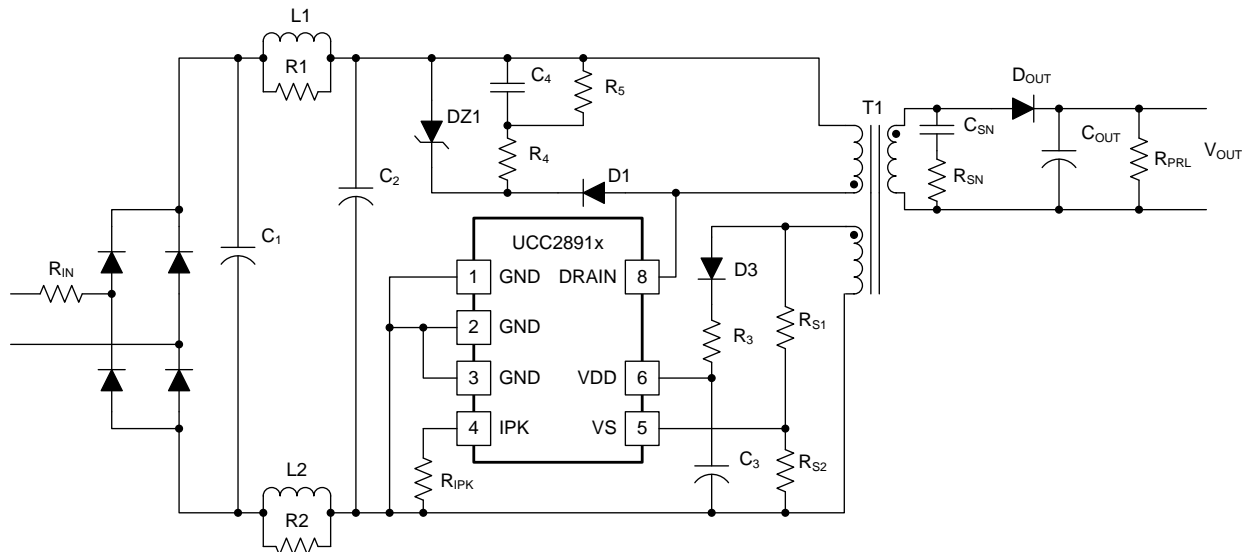 L1
R1
C4
R5
DZ1
R4
D1
T1
DOUT
CSN
COUT
RSN
RPRL
VOUT
C2
C1
RIN
UCC2891x
1 GND DRAIN 8
2 GND
3 GND VDD 6
4 IPK VS 5
D3
R3
RS1
RS2
C3
RIPK
L2
R2